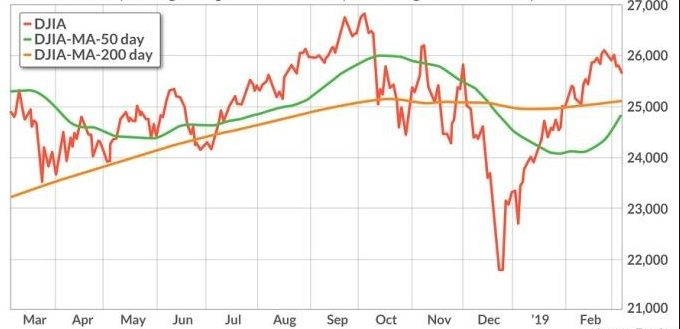 DJIA
DJIA-MA-50 day
DJIA-MA-200 day
27,000
26,000
25,000
24,000
23,000
22,000
21,000
Mar Apr May Jun Jul Aug Sep Oct Nov Dec '19 Feb